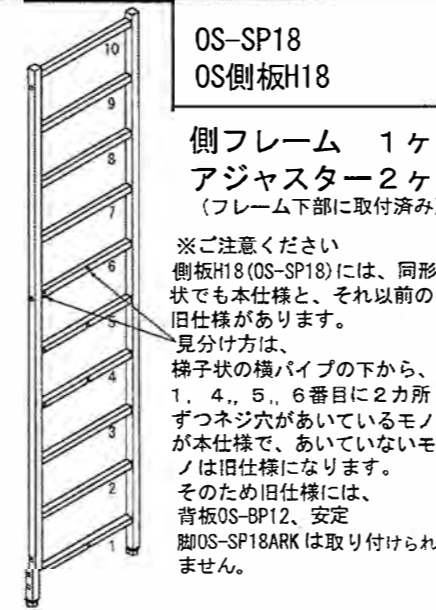 OS-SP18
OS側板H18
側フレーム 1ヶ
アジャスター2ヶ
(フレーム下部に取付済み)
※ご注意ください
側板H18(OS-SP18)には、同形
状でも本仕様と、それ以前の
旧仕様があります。
見分け方は、
梯子状の横パイプの下から、
1, 4,, 5,, 6番目に2カ所
ずつネジ穴があいているモノ
が本仕様で、あいていないモ
ノは旧仕様になります。
そのため旧仕様には、
背板OS-BP12、安定
脚OS-SP18ARKは取り付けられ
ません。
10
9
8
7
6
5
4
3
2
1